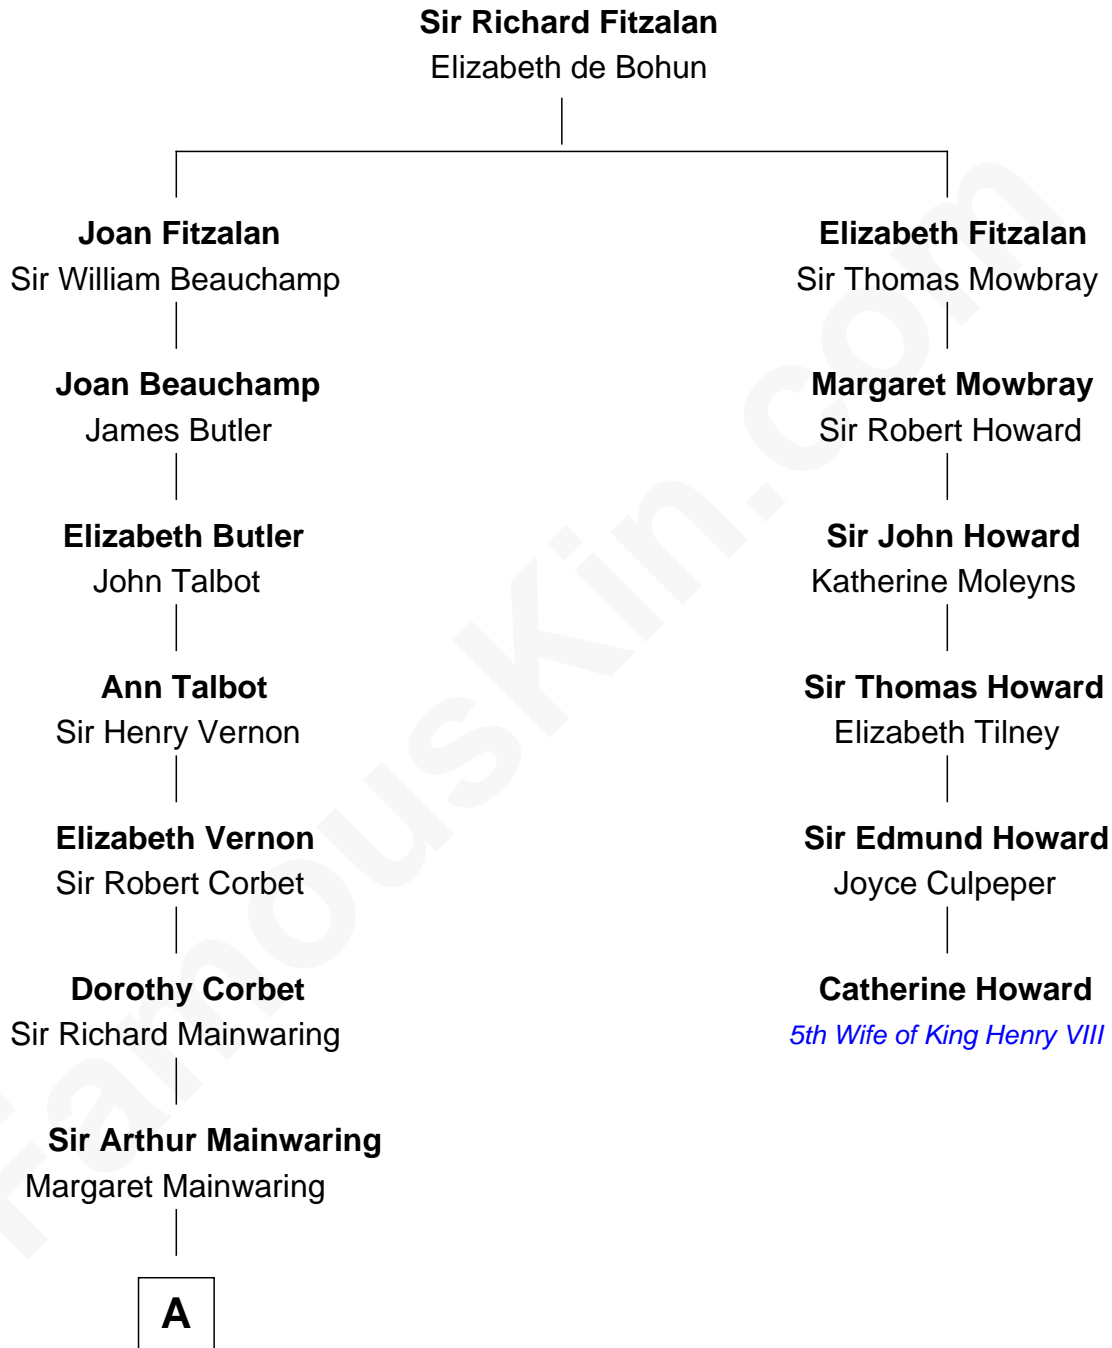 Sir Richard Fitzalan
Elizabeth de Bohun
Joan Fitzalan
Sir William Beauchamp
Elizabeth Fitzalan
Sir Thomas Mowbray
Joan Beauchamp
James Butler
Margaret Mowbray
Sir Robert Howard
Elizabeth Butler
John Talbot
Sir John Howard
Katherine Moleyns
Ann Talbot
Sir Henry Vernon
Sir Thomas Howard
Elizabeth Tilney
Elizabeth Vernon
Sir Robert Corbet
Sir Edmund Howard
Joyce Culpeper
Dorothy Corbet
Sir Richard Mainwaring
Catherine Howard
5th Wife of King Henry VIII
Sir Arthur Mainwaring
Margaret Mainwaring
A
FamousKin.com